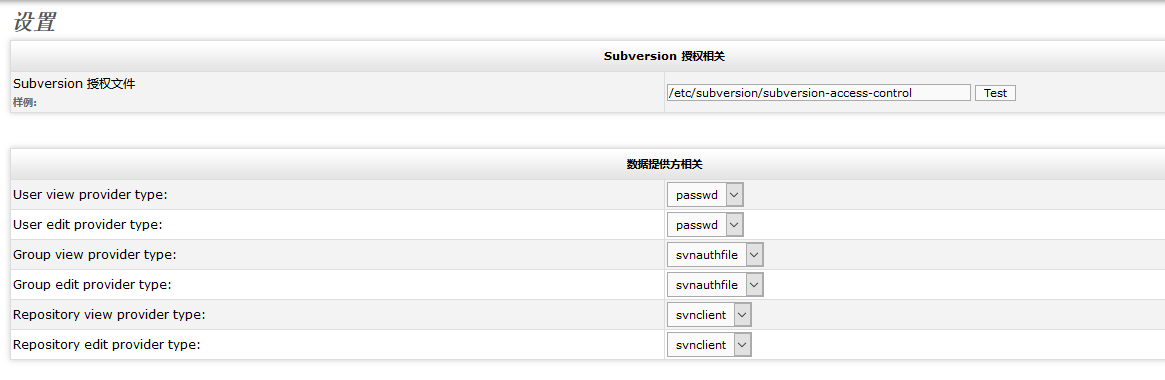 设置
Subversion 授权相关
Subversion 授权文件
样例:
/etc/subversion/subversion-access-control Test
数据提供方相关
User view provider type: passwd
User edit provider type: passwd
Group view provider type: svnauthfile
Group edit provider type: svnauthfile
Repository view provider type: svnclient
Repository edit provider type: svnclient